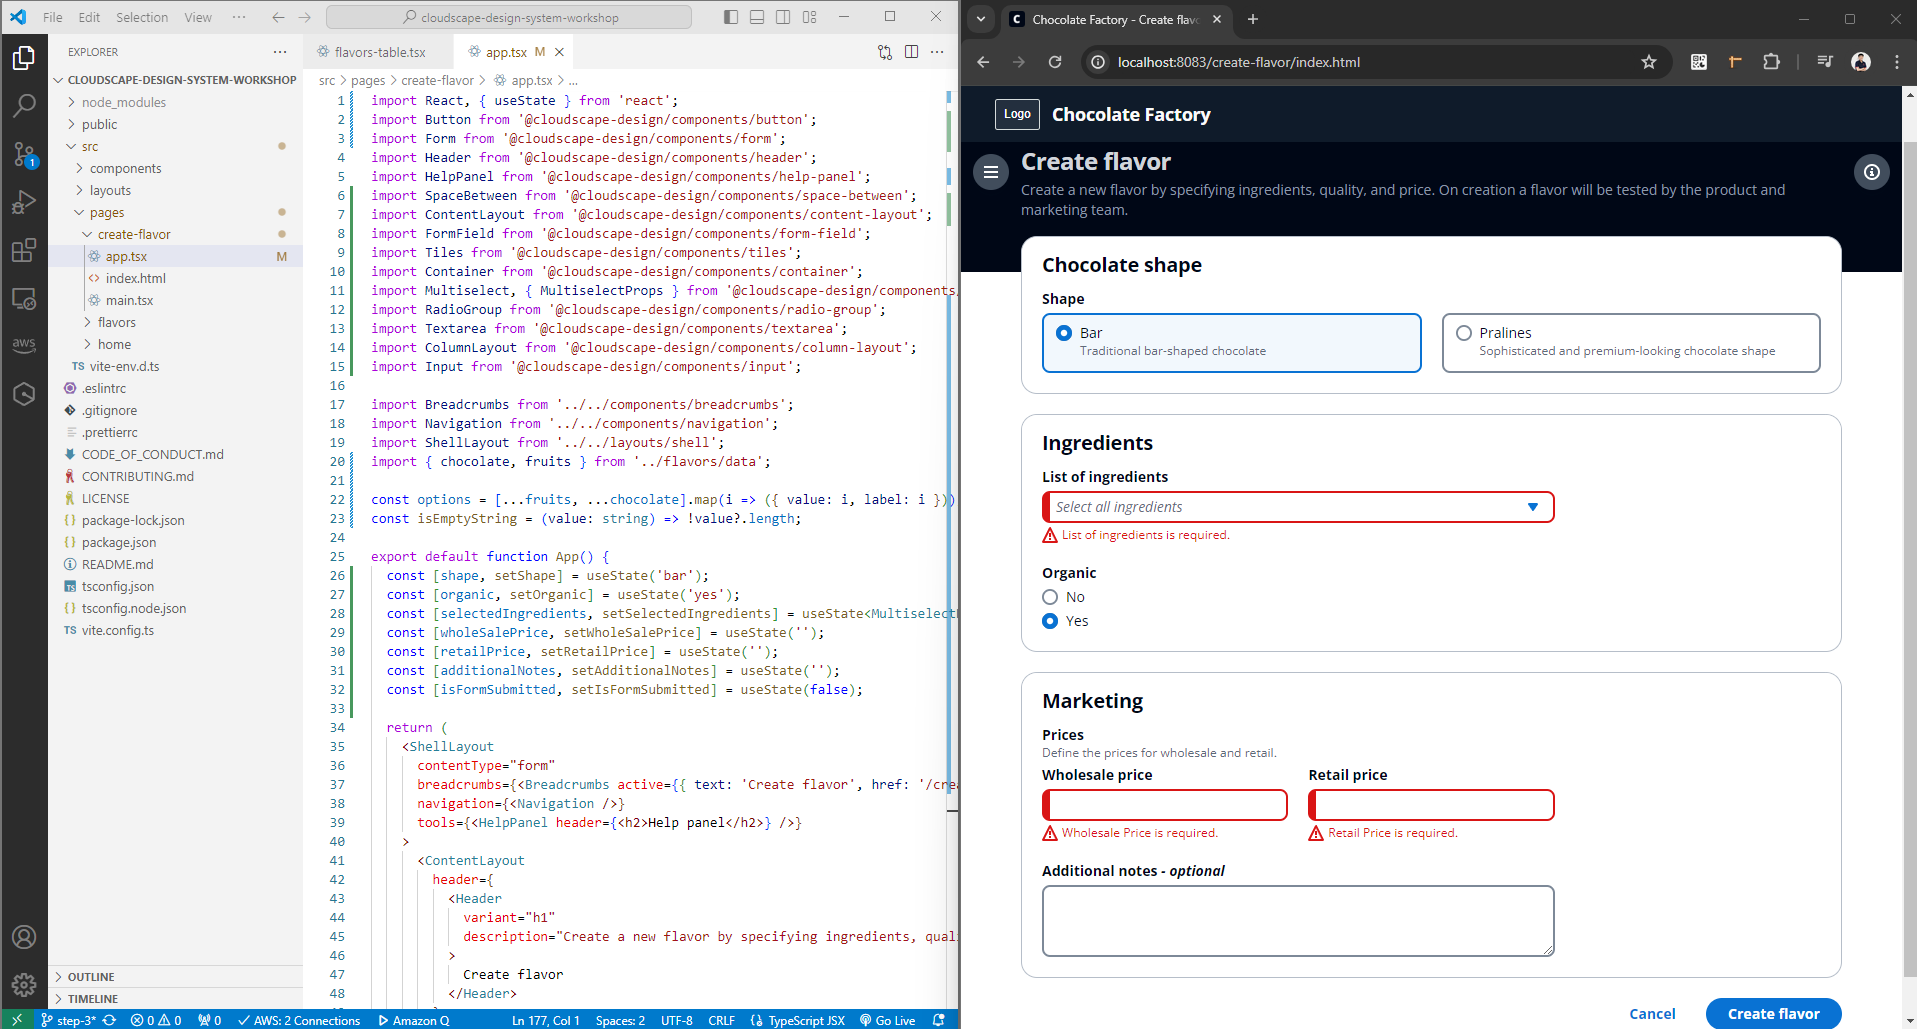 File Edit Selection View ···
cloudscape-design-system-workshop
EXPLORER
CLOUDSCAPE-DESIGN-SYSTEM-WORKSHOP
node_modules
public
src
components
layouts
pages
create-flavor
app.tsx M
index.html
main.tsx
flavors
home
TS vite-env.d.ts
.eslintrc
.gitignore
.prettierrc
CODE_OF_CONDUCT.md
CONTRIBUTING.md
LICENSE
{} package-lock.json
{} package.json
README.md
TS tsconfig.json
{} tsconfig.node.json
TS vite.config.ts
OUTLINE
TIMELINE
1
aws
flavors-table.tsx
app.tsx M
src > pages > create-flavor > app.tsx > ...
1 import React, { useState } from 'react';
2 import Button from '@cloudscape-design/components/button';
3 import Form from '@cloudscape-design/components/form';
4 import Header from '@cloudscape-design/components/header';
5 import HelpPanel from '@cloudscape-design/components/help-panel';
6 import SpaceBetween from '@cloudscape-design/components/space-between';
7 import ContentLayout from '@cloudscape-design/components/content-layout';
8 import FormField from '@cloudscape-design/components/form-field';
9 import Tiles from '@cloudscape-design/components/tiles';
10 import Container from '@cloudscape-design/components/container';
11 import Multiselect, { MultiselectProps } from '@cloudscape-design/components,
12 import RadioGroup from '@cloudscape-design/components/radio-group';
13 import Textarea from '@cloudscape-design/components/textarea';
14 import ColumnLayout from '@cloudscape-design/components/column-layout';
15 import Input from '@cloudscape-design/components/input';
16
17 import Breadcrumbs from '../../components/breadcrumbs';
18 import Navigation from '../../components/navigation';
19 import ShellLayout from '../../layouts/shell';
20 import { chocolate, fruits } from '../flavors/data';
21
22 const options = [...fruits, ...chocolate].map(i => ({ value: i, label: i }))
23 const isEmptyString = (value: string) => !value?.length;
24
25 export default function App() {
26 const [shape, setShape] = useState('bar');
27 const [organic, setOrganic] = useState('yes');
28 const [selectedIngredients, setSelectedIngredients] = useState<Multiselect
29 const [wholeSalePrice, setWholeSalePrice] = useState('');
30 const [retailPrice, setRetailPrice] = useState('');
31 const [additionalNotes, setAdditionalNotes] = useState('');
32 const [isFormSubmitted, setIsFormSubmitted] = useState(false);
33
34 return (
35 <ShellLayout
36 contentType="form"
37 breadcrumbs={<Breadcrumbs active={{ text: 'Create flavor', href: '/crea
38 navigation={<Navigation />}
39 tools={<HelpPanel header={<h2>Help panel</h2>} />}
40 >
41 <ContentLayout
42 header={
43 <Header
44 variant="h1"
45 description="Create a new flavor by specifying ingredients, qual
46 >
47 Create flavor
48 </Header>
step-3* 0 0 0 AWS: 2 Connections Amazon Q Ln 177, Col 1 Spaces: 2 UTF-8 CRLF {} TypeScript JSX Go Live
C Chocolate Factory - Create flav
localhost:8083/create-flavor/index.html
Logo Chocolate Factory
Create flavor
Create a new flavor by specifying ingredients, quality, and price. On creation a flavor will be tested by the product and
marketing team.
Chocolate shape
Shape
Bar
Traditional bar-shaped chocolate
Pralines
Sophisticated and premium-looking chocolate shape
Ingredients
List of ingredients
Select all ingredients
List of ingredients is required.
Organic
No
Yes
Marketing
Prices
Define the prices for wholesale and retail.
Wholesale price Retail price
Wholesale Price is required. Retail Price is required.
Additional notes - optional
Cancel Create flavor